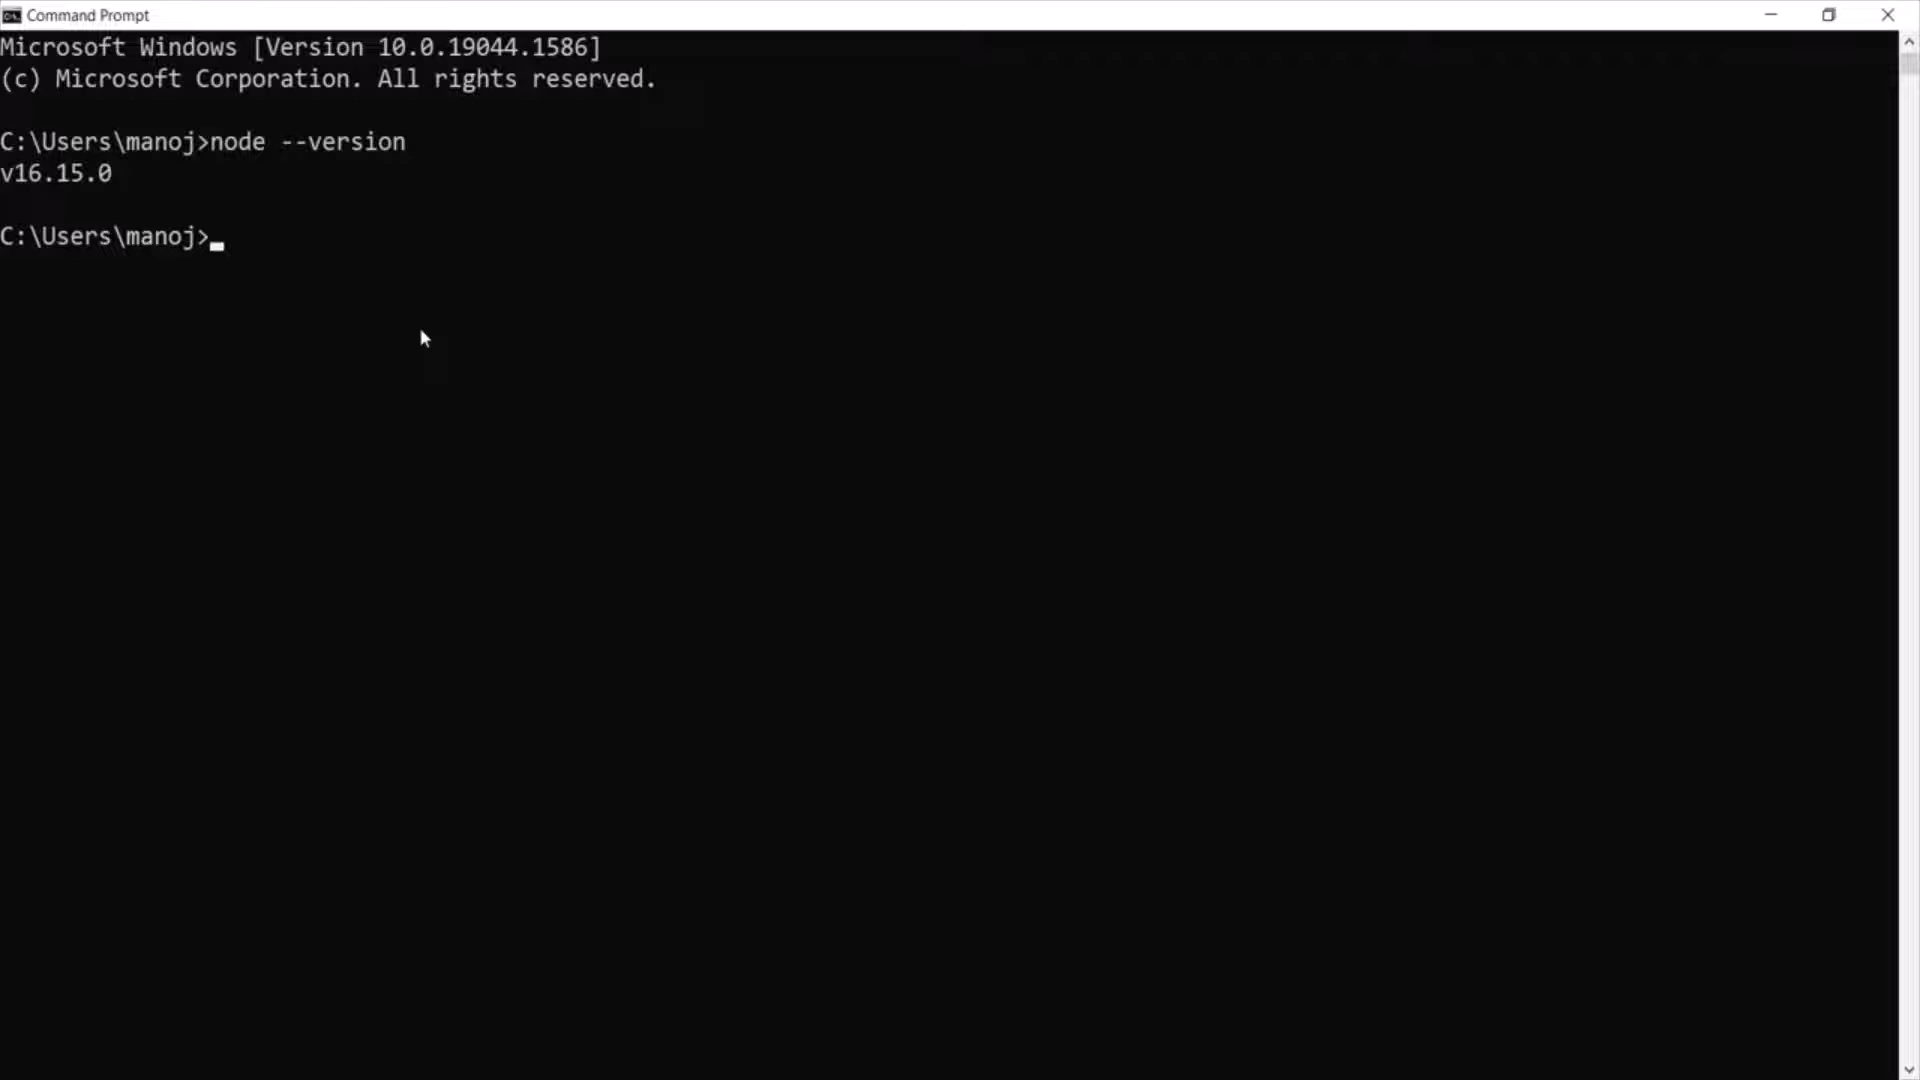 Command Prompt
Microsoft Windows [Version 10.0.19044.1586]
(c) Microsoft Corporation. All rights reserved.
C:\Users\manoj>node --version
v16.15.0
C:\Users\manoj>